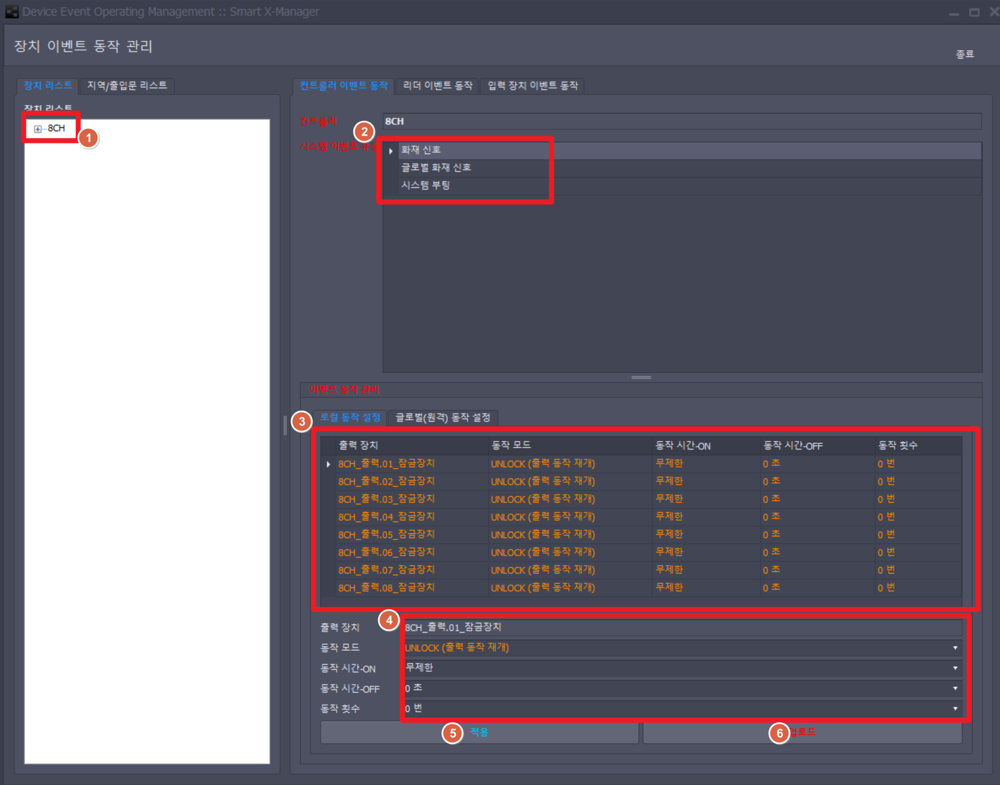 Device Event Operating Management :: Smart X-Manager
장치 이벤트 동작 관리
종료
장치 리스트 지역/출입문 리스트
장치 리스트
8CH
1
컨트롤러 이벤트 동작 리더 이벤트 동작 입력 장치 이벤트 동작
컨트롤러 8CH
2
시스템 이벤트 유형 화재 신호
글로벌 화재 신호
시스템 부팅
이벤트 동작 관리
3 로컬 동작 설정 글로벌(원격) 동작 설정
출력 장치 동작 모드 동작 시간-ON 동작 시간-OFF 동작 횟수
8CH_출력.01_잠금장치 UNLOCK (출력 동작 재개) 무제한 0 초 0 번
8CH_출력.02_잠금장치 UNLOCK (출력 동작 재개) 무제한 0 초 0 번
8CH_출력.03_잠금장치 UNLOCK (출력 동작 재개) 무제한 0 초 0 번
8CH_출력.04_잠금장치 UNLOCK (출력 동작 재개) 무제한 0 초 0 번
8CH_출력.05_잠금장치 UNLOCK (출력 동작 재개) 무제한 0 초 0 번
8CH_출력.06_잠금장치 UNLOCK (출력 동작 재개) 무제한 0 초 0 번
8CH_출력.07_잠금장치 UNLOCK (출력 동작 재개) 무제한 0 초 0 번
8CH_출력.08_잠금장치 UNLOCK (출력 동작 재개) 무제한 0 초 0 번
4
출력 장치 8CH_출력.01_잠금장치
동작 모드 UNLOCK (출력 동작 재개)
동작 시간-ON 무제한
동작 시간-OFF 0 초
동작 횟수 0 번
5 적용 6 업로드